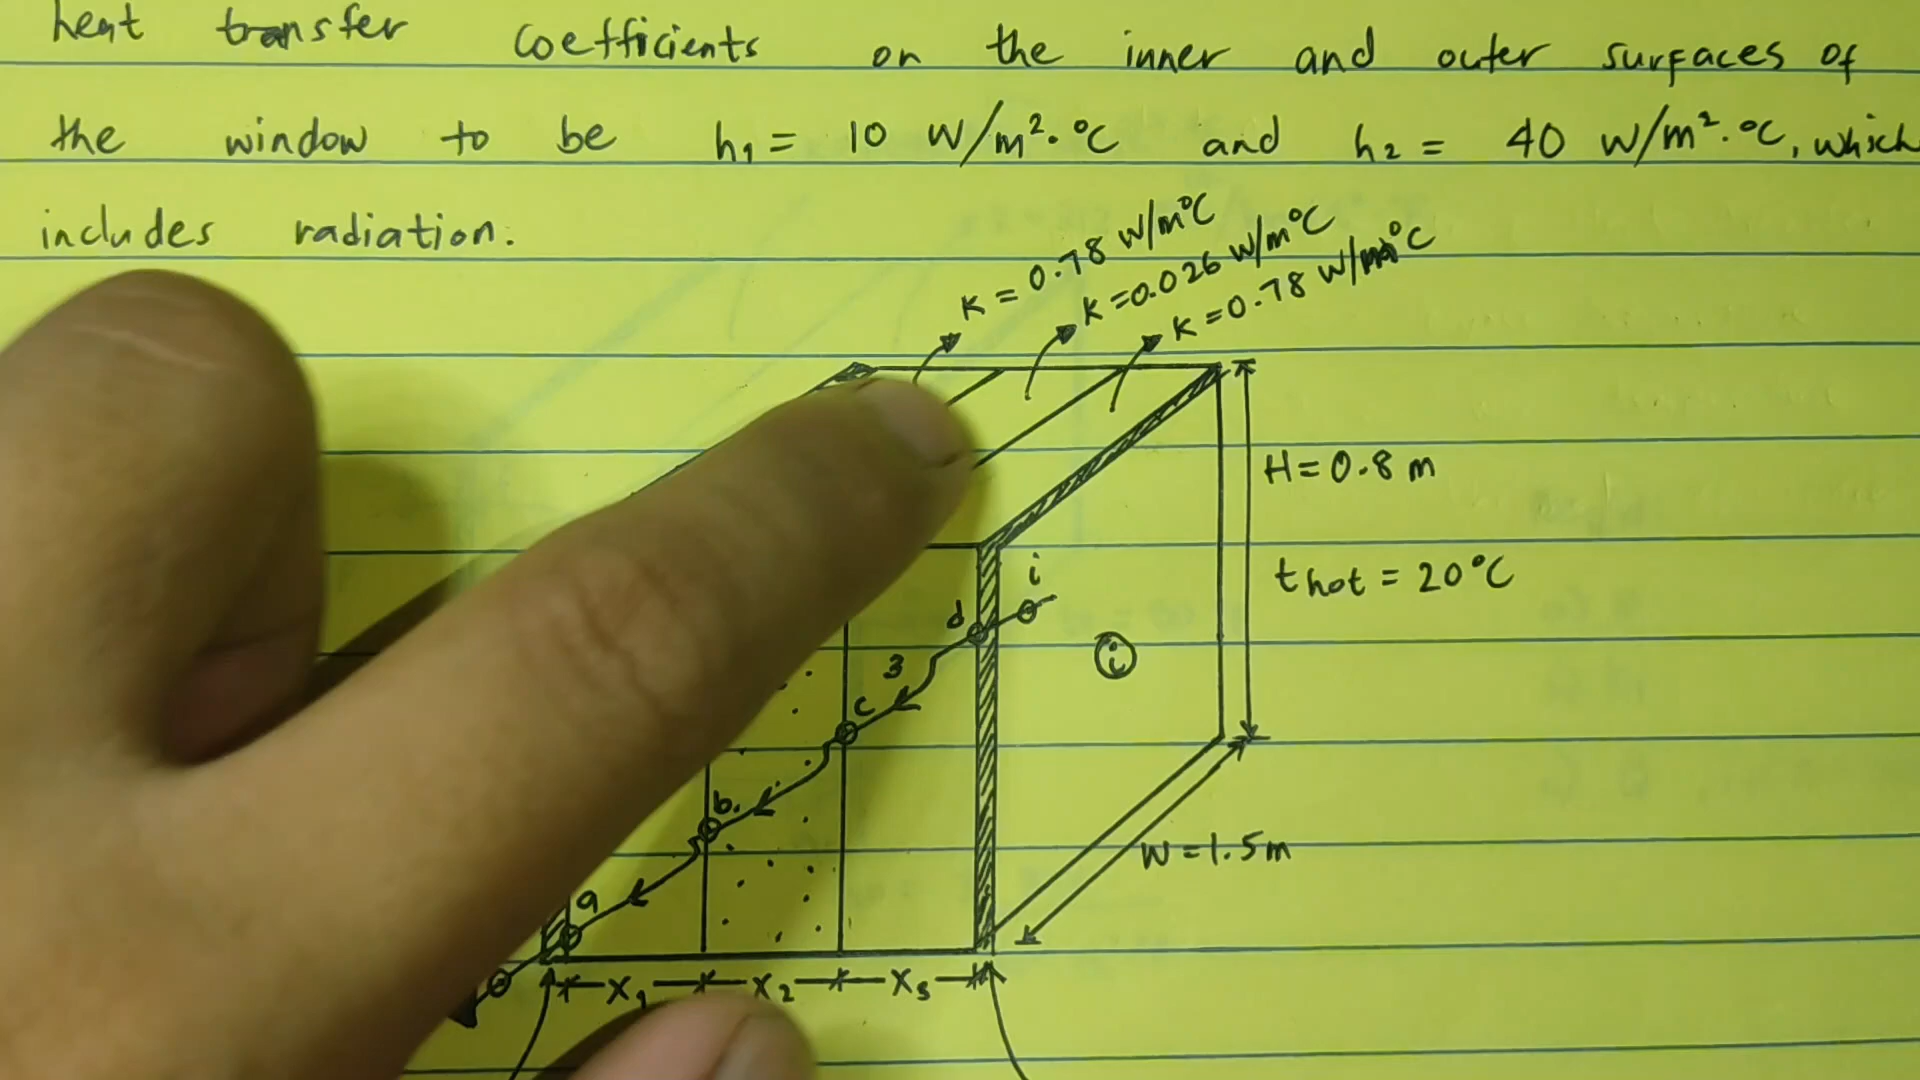 heat transfer coefficients on the inner and outer surfaces of
the window to be h₁ = 10 W/m².°C and h₂ = 40 W/m².°C, which
includes radiation.
K = 0.78 W/m°C
K = 0.026 W/m°C
K = 0.78 W/m°C
H = 0.8 m
t hot = 20°C
i
d
i
3
c
b.
a
W = 1.5m
X₁ X₂ X₃